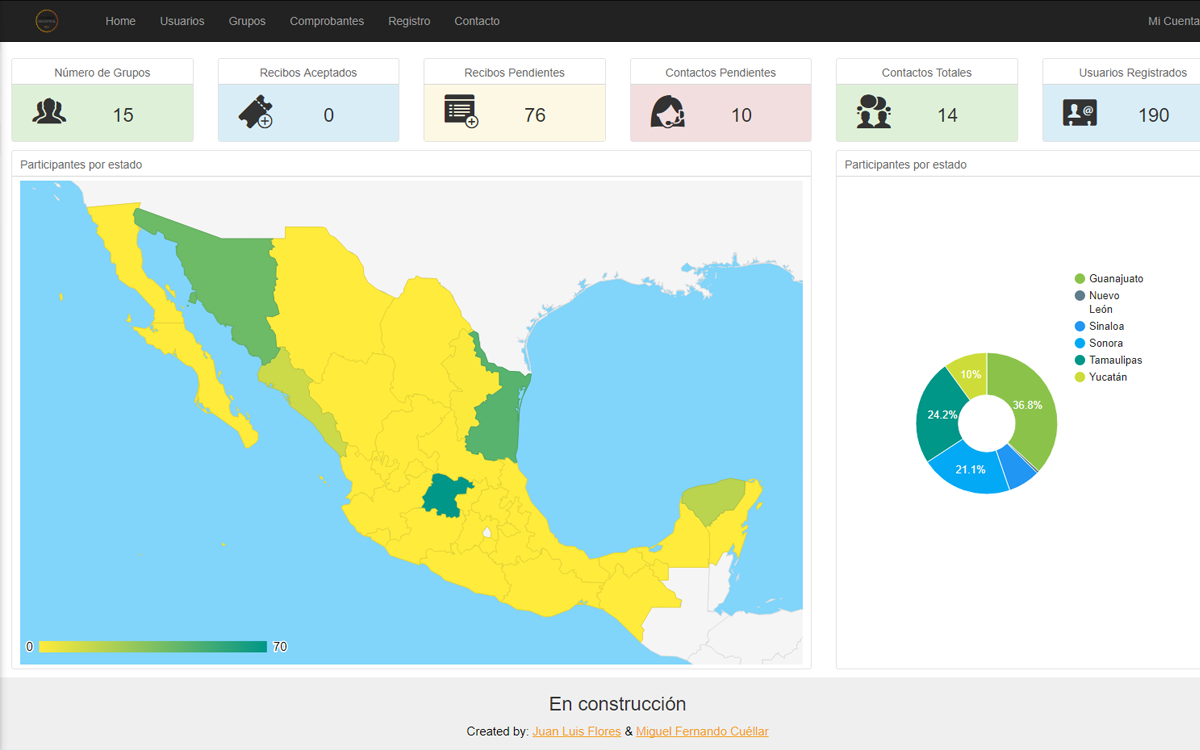 Home Usuarios Grupos Comprobantes Registro Contacto Mi Cuenta
Número de Grupos Recibos Aceptados Recibos Pendientes Contactos Pendientes Contactos Totales Usuarios Registrados
15 0 76 10 14 190
Participantes por estado
Participantes por estado
Guanajuato
Nuevo
León
Sinaloa
Sonora
Tamaulipas
Yucatán
10%
36.8%
24.2%
21.1%
0 70
En construcción
Created by: Juan Luis Flores & Miguel Fernando Cuéllar